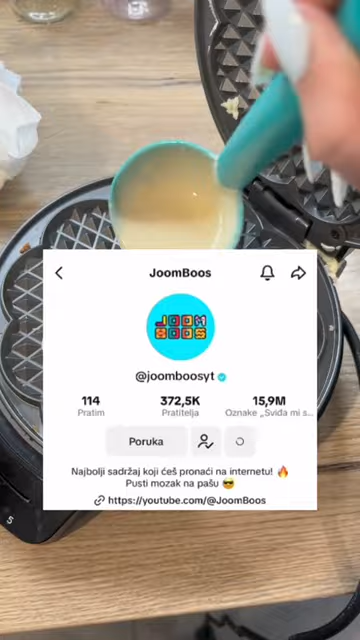 JoomBoos
JOOM
BOOS
@joomboosyt
114
372,5K
15,9M
Pratim
Pratitelja
Oznake „Sviđa mi s...
Poruka
Najbolji sadržaj koji ćeš pronaći na internetu! 🔥
Pusti mozak na pašu 😎
https://youtube.com/@JoomBoos
5